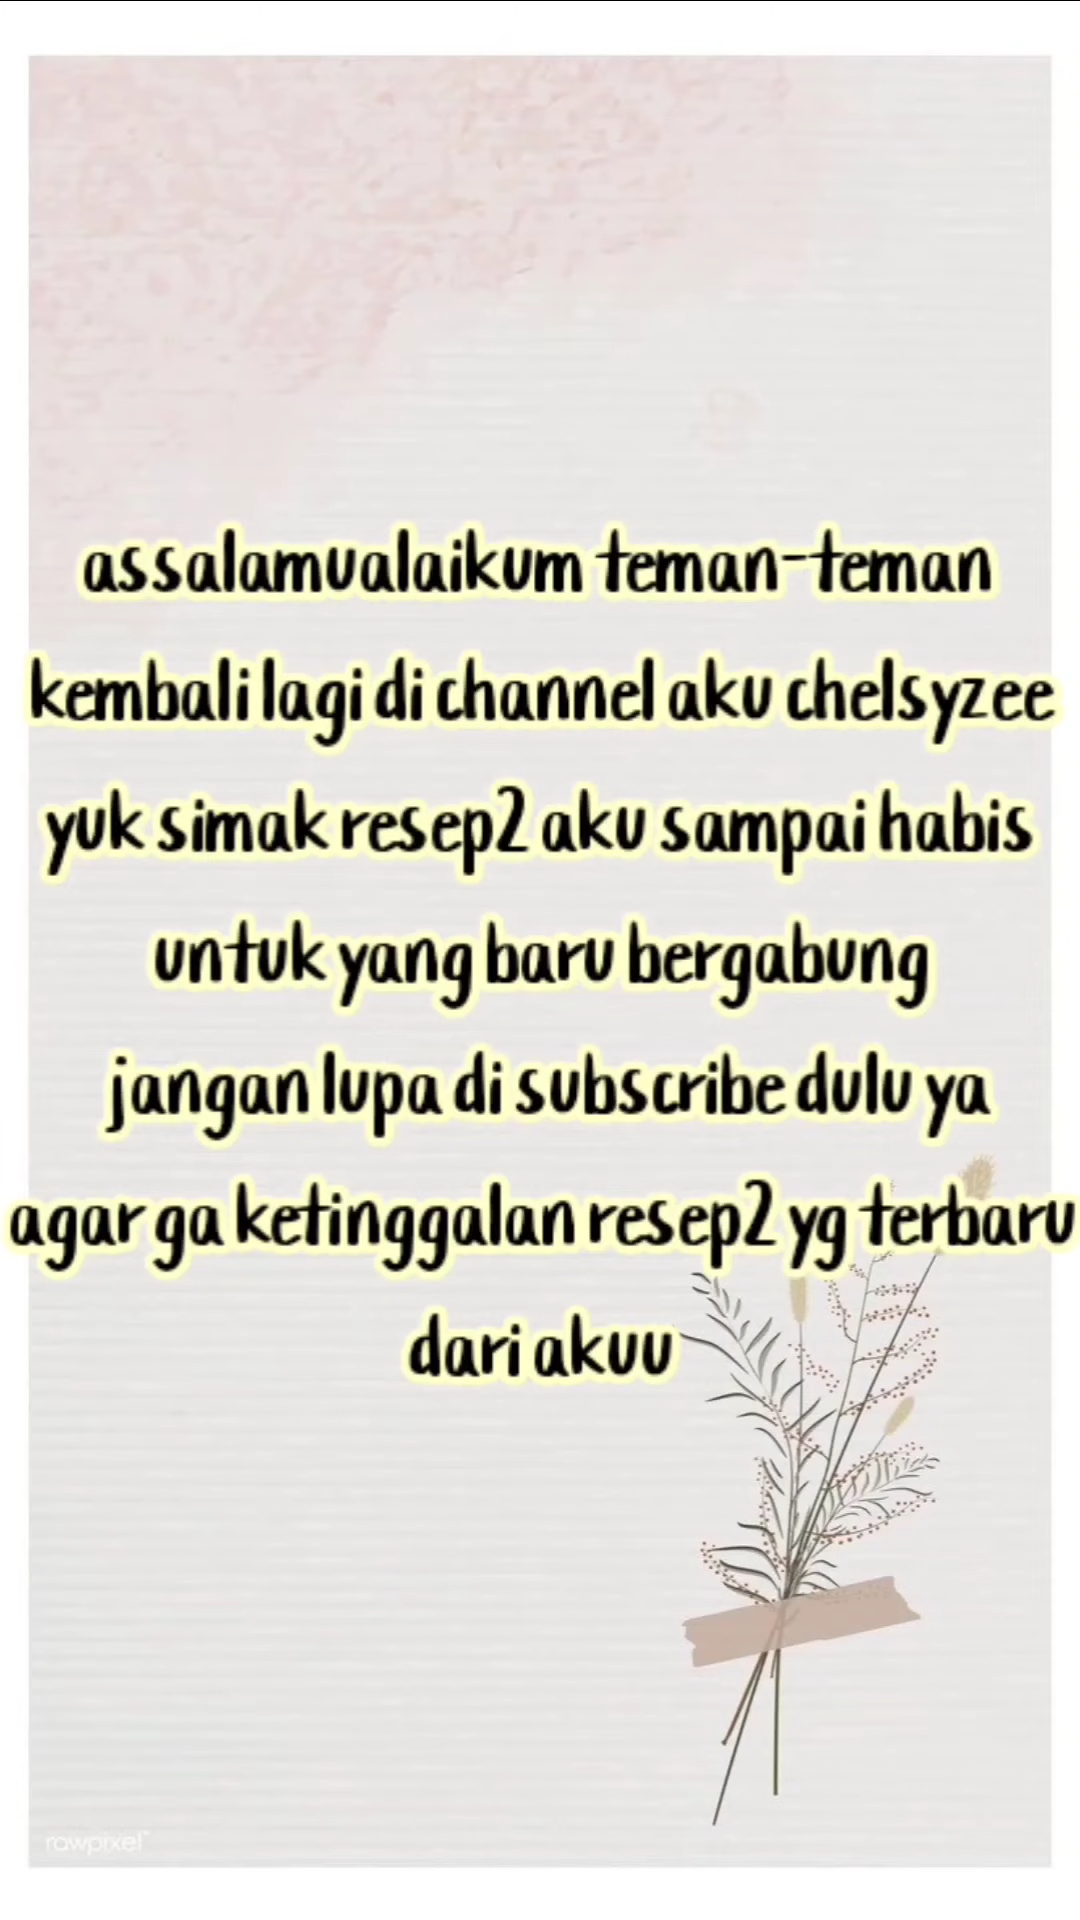 assalamualaikum teman-teman
kembali lagi di channel aku chelsyzee
yuk simak resep2 aku sampai habis
untuk yang baru bergabung
jangan lupa di subscribe dulu ya
agar ga ketinggalan resep2 yg terbaru
dari akuu
rawpixel